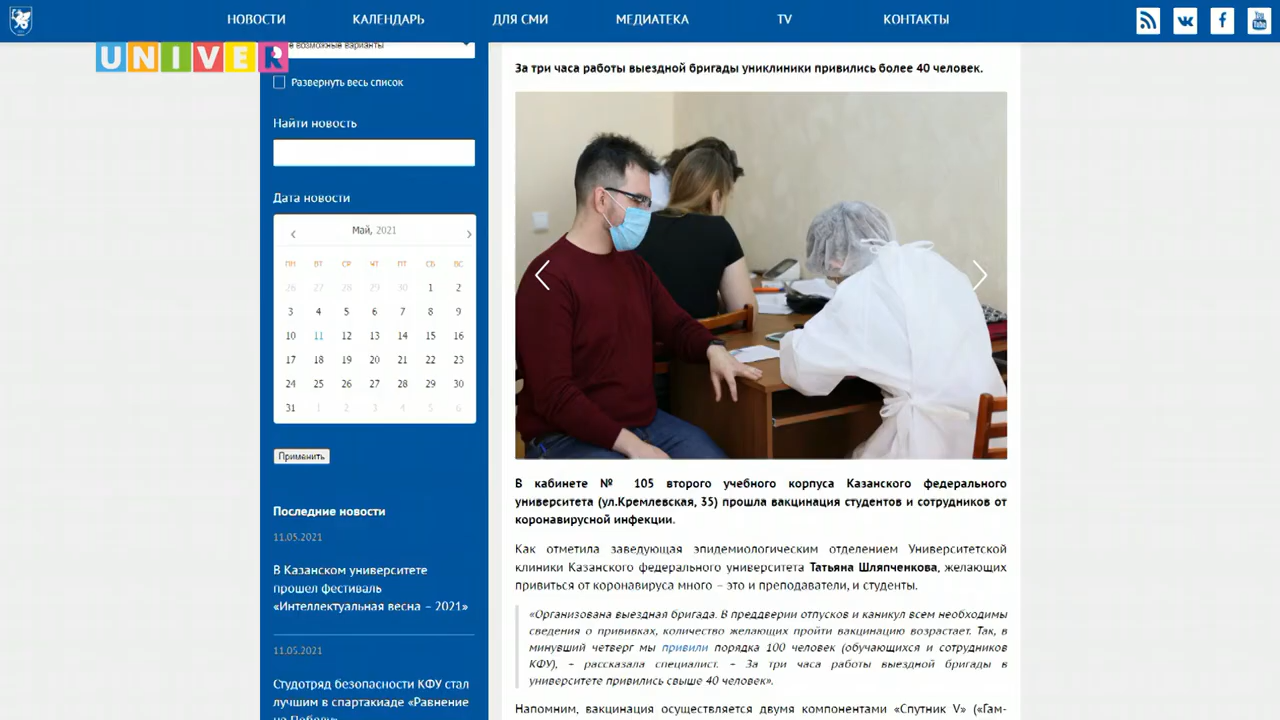 НОВОСТИ КАЛЕНДАРЬ ДЛЯ СМИ МЕДИАТЕКА TV КОНТАКТЫ
You Tube
UNIVER
е возможные варианты
Развернуть весь список
Найти новость
Дата новости
Май, 2021
ПН ВТ СР ЧТ ПТ СБ ВС
26 27 28 29 30 1 2
3 4 5 6 7 8 9
10 11 12 13 14 15 16
17 18 19 20 21 22 23
24 25 26 27 28 29 30
31 1 2 3 4 5 6
Применить
Последние новости
11.05.2021
В Казанском университете
прошел фестиваль
«Интеллектуальная весна – 2021»
11.05.2021
Студотряд безопасности КФУ стал
лучшим в спартакиаде «Равнение
на Победу»
За три часа работы выездной бригады униклиники привились более 40 человек.
В кабинете № 105 второго учебного корпуса Казанского федерального
университета (ул.Кремлевская, 35) прошла вакцинация студентов и сотрудников от
коронавирусной инфекции.
Как отметила заведующая эпидемиологическим отделением Университетской
клиники Казанского федерального университета Татьяна Шляпченкова, желающих
привиться от коронавируса много – это и преподаватели, и студенты.
«Организована выездная бригада. В преддверии отпусков и каникул всем необходимы
сведения о прививках, количество желающих пройти вакцинацию возрастает. Так, в
минувший четверг мы привили порядка 100 человек (обучающихся и сотрудников
КФУ), – рассказала специалист. – За три часа работы выездной бригады в
университете привились свыше 40 человек».
Напомним, вакцинация осуществляется двумя компонентами «Спутник V» («Гам-